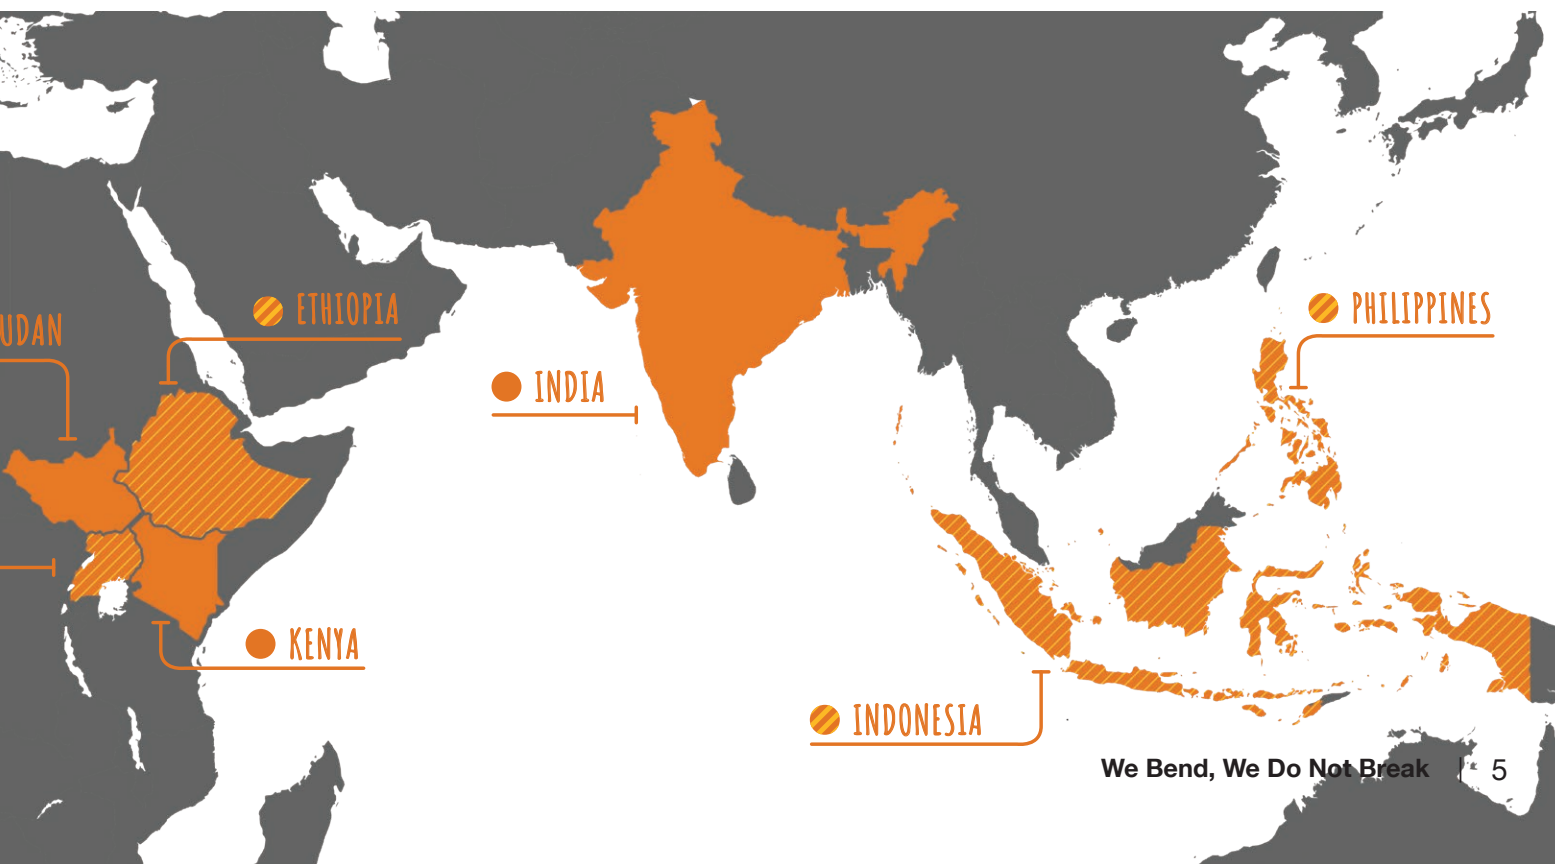 UDAN
ETHIOPIA
PHILIPPINES
INDIA
KENYA
INDONESIA
We Bend, We Do Not Break | 5